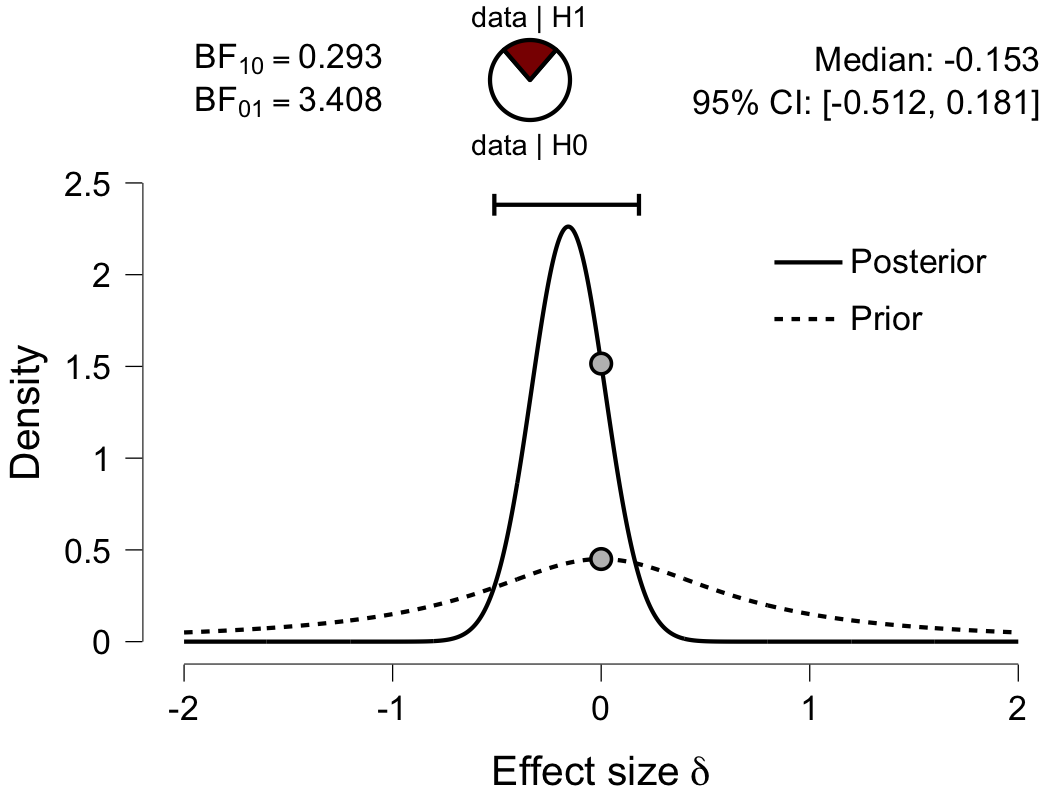 data | H1
BF10 = 0.293
BF01 = 3.408
Median: -0.153
95% CI: [-0.512, 0.181]
data | H0
2.5
2
1.5
1
0.5
0
Density
Posterior
Prior
-2 -1 0 1 2
Effect size δ